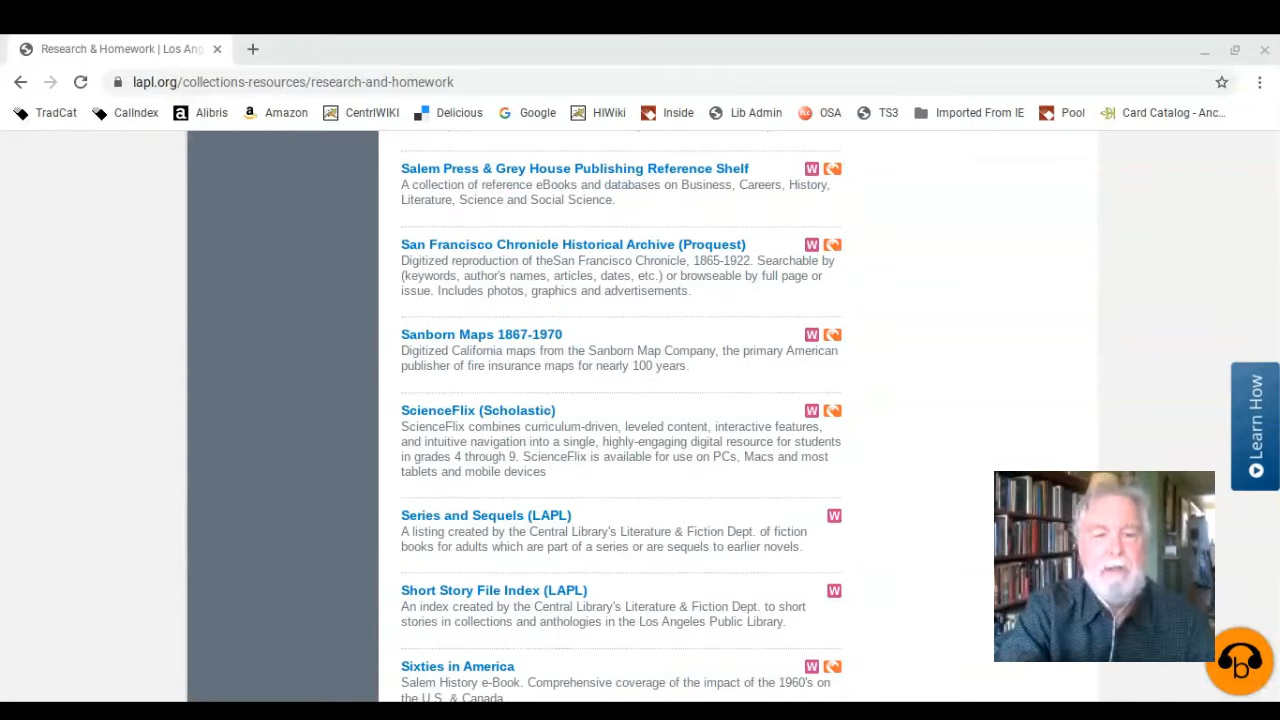 Research & Homework | Los Ang
lapl.org/collections-resources/research-and-homework
TradCat CalIndex Alibris Amazon CentrlWIKI Delicious Google HIWiki Inside Lib Admin OSA TS3 Imported From IE Pool Card Catalog - Anc...
Salem Press & Grey House Publishing Reference Shelf W
A collection of reference eBooks and databases on Business, Careers, History,
Literature, Science and Social Science.
San Francisco Chronicle Historical Archive (Proquest) W
Digitized reproduction of theSan Francisco Chronicle, 1865-1922. Searchable by
(keywords, author's names, articles, dates, etc.) or browseable by full page or
issue. Includes photos, graphics and advertisements.
Sanborn Maps 1867-1970 W
Digitized California maps from the Sanborn Map Company, the primary American
publisher of fire insurance maps for nearly 100 years.
ScienceFlix (Scholastic) W
ScienceFlix combines curriculum-driven, leveled content, interactive features,
and intuitive navigation into a single, highly-engaging digital resource for students
in grades 4 through 9. ScienceFlix is available for use on PCs, Macs and most
tablets and mobile devices
Learn How
Series and Sequels (LAPL) W
A listing created by the Central Library's Literature & Fiction Dept. of fiction
books for adults which are part of a series or are sequels to earlier novels.
Short Story File Index (LAPL) W
An index created by the Central Library's Literature & Fiction Dept. to short
stories in collections and anthologies in the Los Angeles Public Library.
Sixties in America W
Salem History e-Book. Comprehensive coverage of the impact of the 1960's on
the U.S. & Canada
b